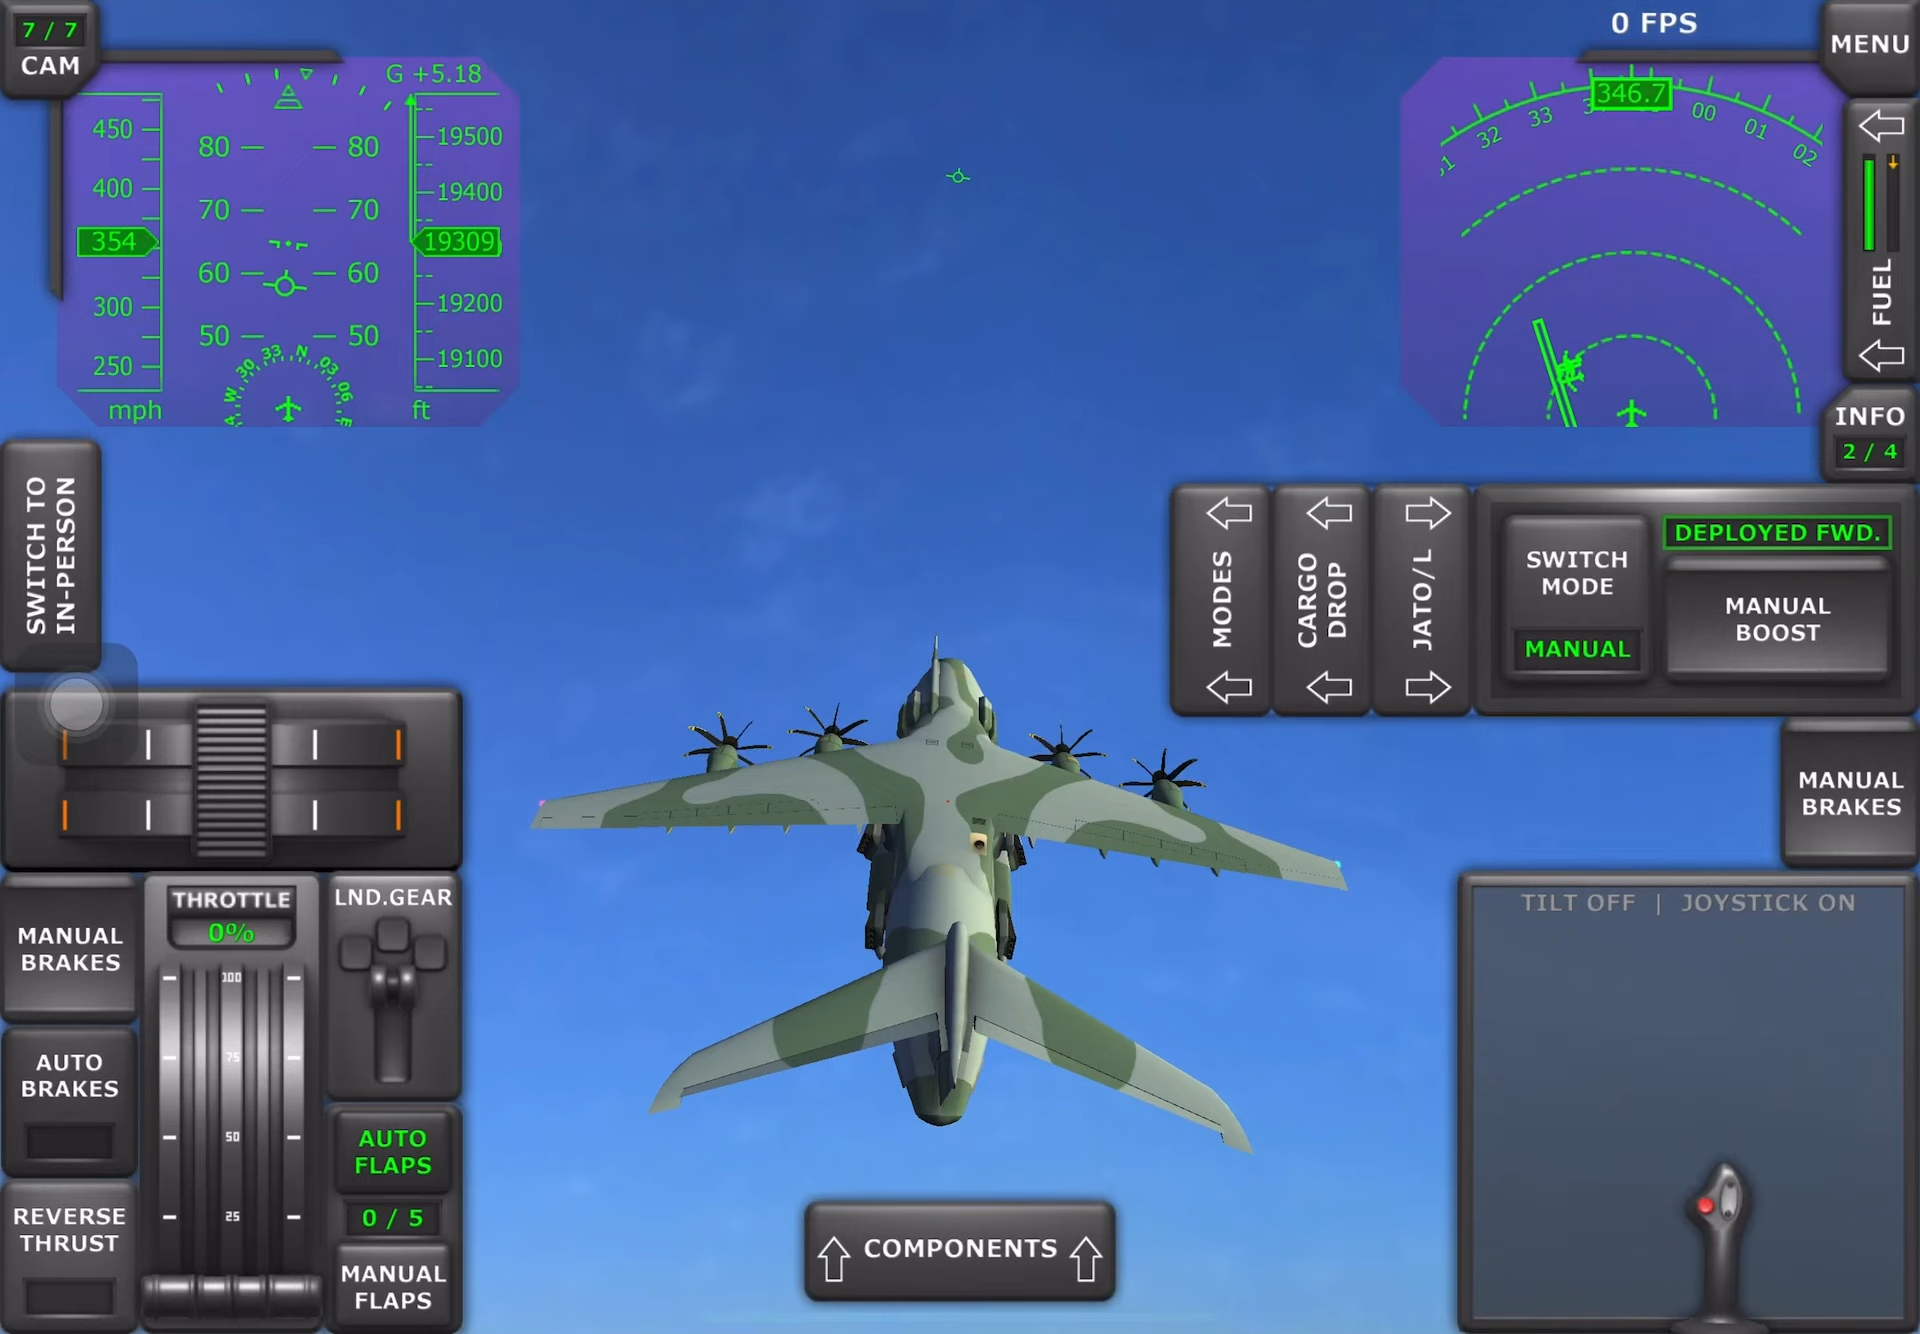 7 / 7
CAM
G +5.18
450
400
354
300
250
mph
80
80
70
70
60
60
50
50
19500
19400
19309
19200
19100
ft
W
30
33
N
03
06
E
0 FPS
MENU
346.7
32
33
00
01
02
FUEL
INFO
2 / 4
SWITCH TO
IN-PERSON
MODES
CARGO
DROP
JATO/L
SWITCH
MODE
MANUAL
DEPLOYED FWD.
MANUAL
BOOST
MANUAL
BRAKES
THROTTLE
0%
100
75
50
25
LND.GEAR
MANUAL
BRAKES
AUTO
BRAKES
REVERSE
THRUST
AUTO
FLAPS
0 / 5
MANUAL
FLAPS
COMPONENTS
TILT OFF | JOYSTICK ON